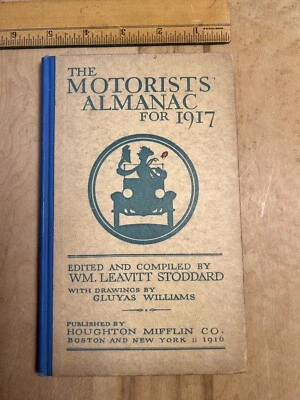 THE
MOTORISTS'
ALMANAC
FOR 1917
EDITED AND COMPILED BY
WM. LEAVITT STODDARD
WITH DRAWINGS BY
GLUYAS WILLIAMS
PUBLISHED BY
HOUGHTON MIFFLIN CO.
BOSTON AND NEW YORK :: 1916